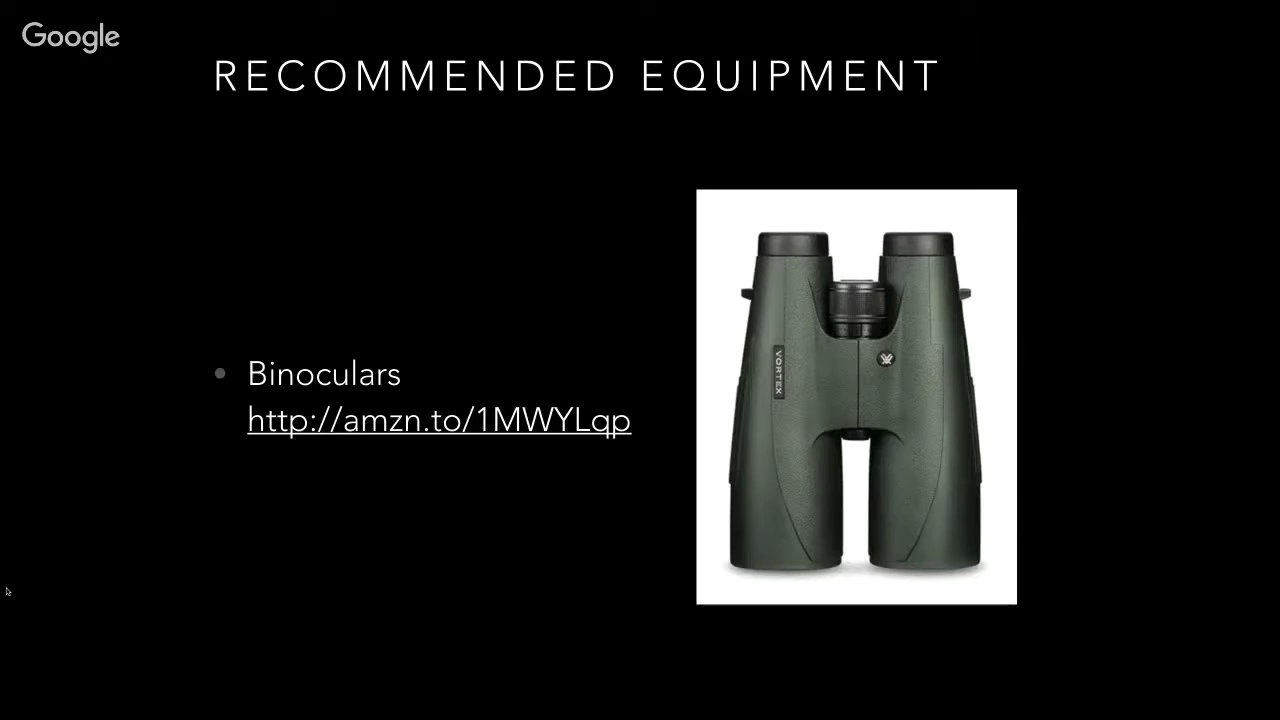 Google
RECOMMENDED EQUIPMENT
• Binoculars
http://amzn.to/1MWYLqp
VORTEX